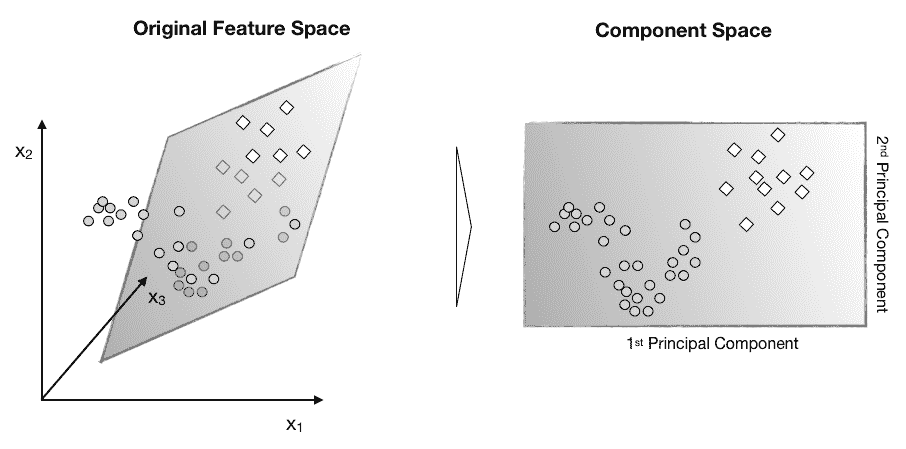 Original Feature Space
Component Space
x2
x3
x1
1st Principal Component
2nd Principal Component